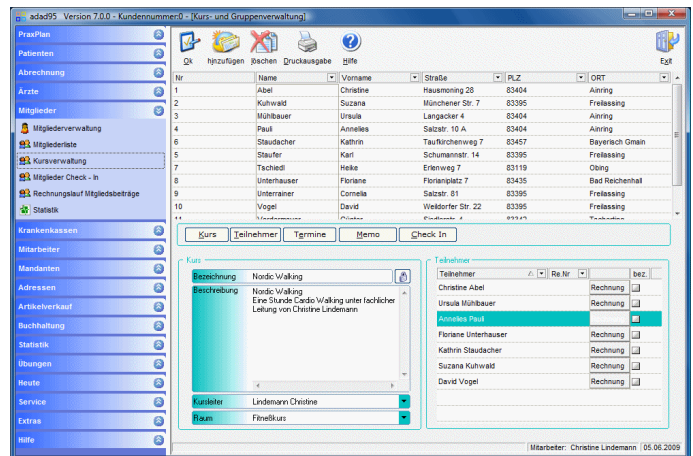 adad95 Version 7.0.0 - Kundennummer:0 - [Kurs- und Gruppenverwaltung]
PraxPlan
Patienten
Abrechnung
Ärzte
Mitglieder
Mitgliederverwaltung
Mitgliederliste
Kursverwaltung
Mitglieder Check - In
Rechnungslauf Mitgliedsbeiträge
Statistik
Krankenkassen
Mitarbeiter
Mandanten
Adressen
Artikelverkauf
Buchhaltung
Statistik
Übungen
Heute
Service
Extras
Hilfe
Ok hinzufügen löschen Druckausgabe Hilfe Exit
Nr Name Vorname Straße PLZ ORT
1 Abel Christine Hausmoning 28 83404 Ainring
2 Kuhwald Suzana Münchener Str. 7 83395 Freilassing
3 Mühlbauer Ursula Langacker 4 83404 Ainring
4 Pauli Annelies Salzstr. 10 A 83404 Ainring
6 Staudacher Kathrin Taufkirchenweg 7 83457 Bayerisch Gmain
5 Staufer Karl Schumannstr. 14 83395 Freilassing
7 Tschiedl Heike Erlenweg 7 83119 Obing
8 Unterhauser Floriane Florianiplatz 7 83435 Bad Reichenhall
9 Unterrainer Cornelia Salzstr. 81 83395 Freilassing
10 Vogel David Weildorfer Str. 22 83395 Freilassing
Kurs Teilnehmer Termine Memo Check In
Kurs
Bezeichnung Nordic Walking
Beschreibung Nordic Walking
Eine Stunde Cardio Walking unter fachlicher
Leitung von Christine Lindemann
Kursleiter Lindemann Christine
Raum Fitneßkurs
Teilnehmer
Teilnehmer Re.Nr bez.
Christine Abel Rechnung
Ursula Mühlbauer Rechnung
Annelies Pauli
Floriane Unterhauser Rechnung
Kathrin Staudacher Rechnung
Suzana Kuhwald Rechnung
David Vogel Rechnung
Mitarbeiter: Christine Lindemann 05.06.2009